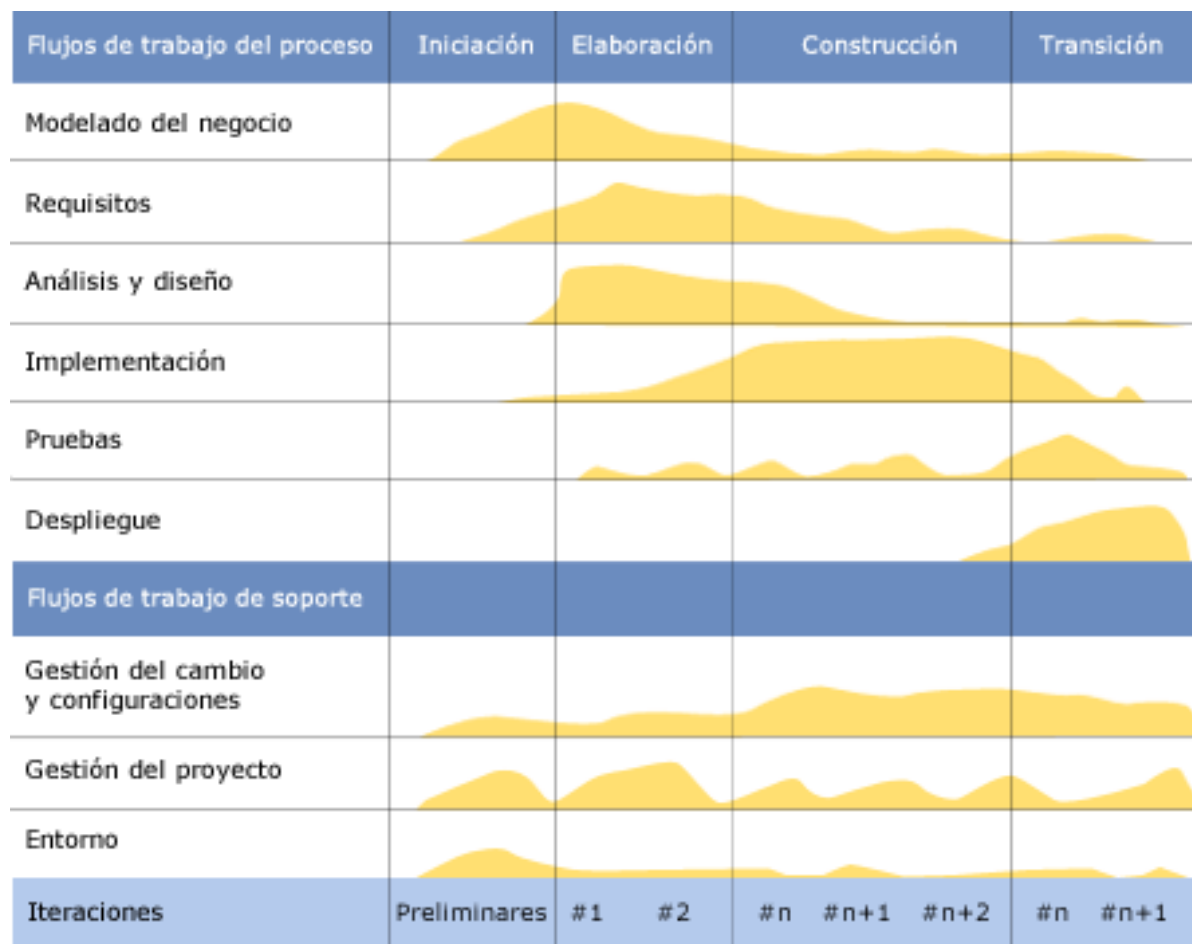 Flujos de trabajo del proceso Iniciación Elaboración Construcción Transición
Modelado del negocio
Requisitos
Análisis y diseño
Implementación
Pruebas
Despliegue
Flujos de trabajo de soporte
Gestión del cambio
y configuraciones
Gestión del proyecto
Entorno
Iteraciones Preliminares #1 #2 #n #n+1 #n+2 #n #n+1